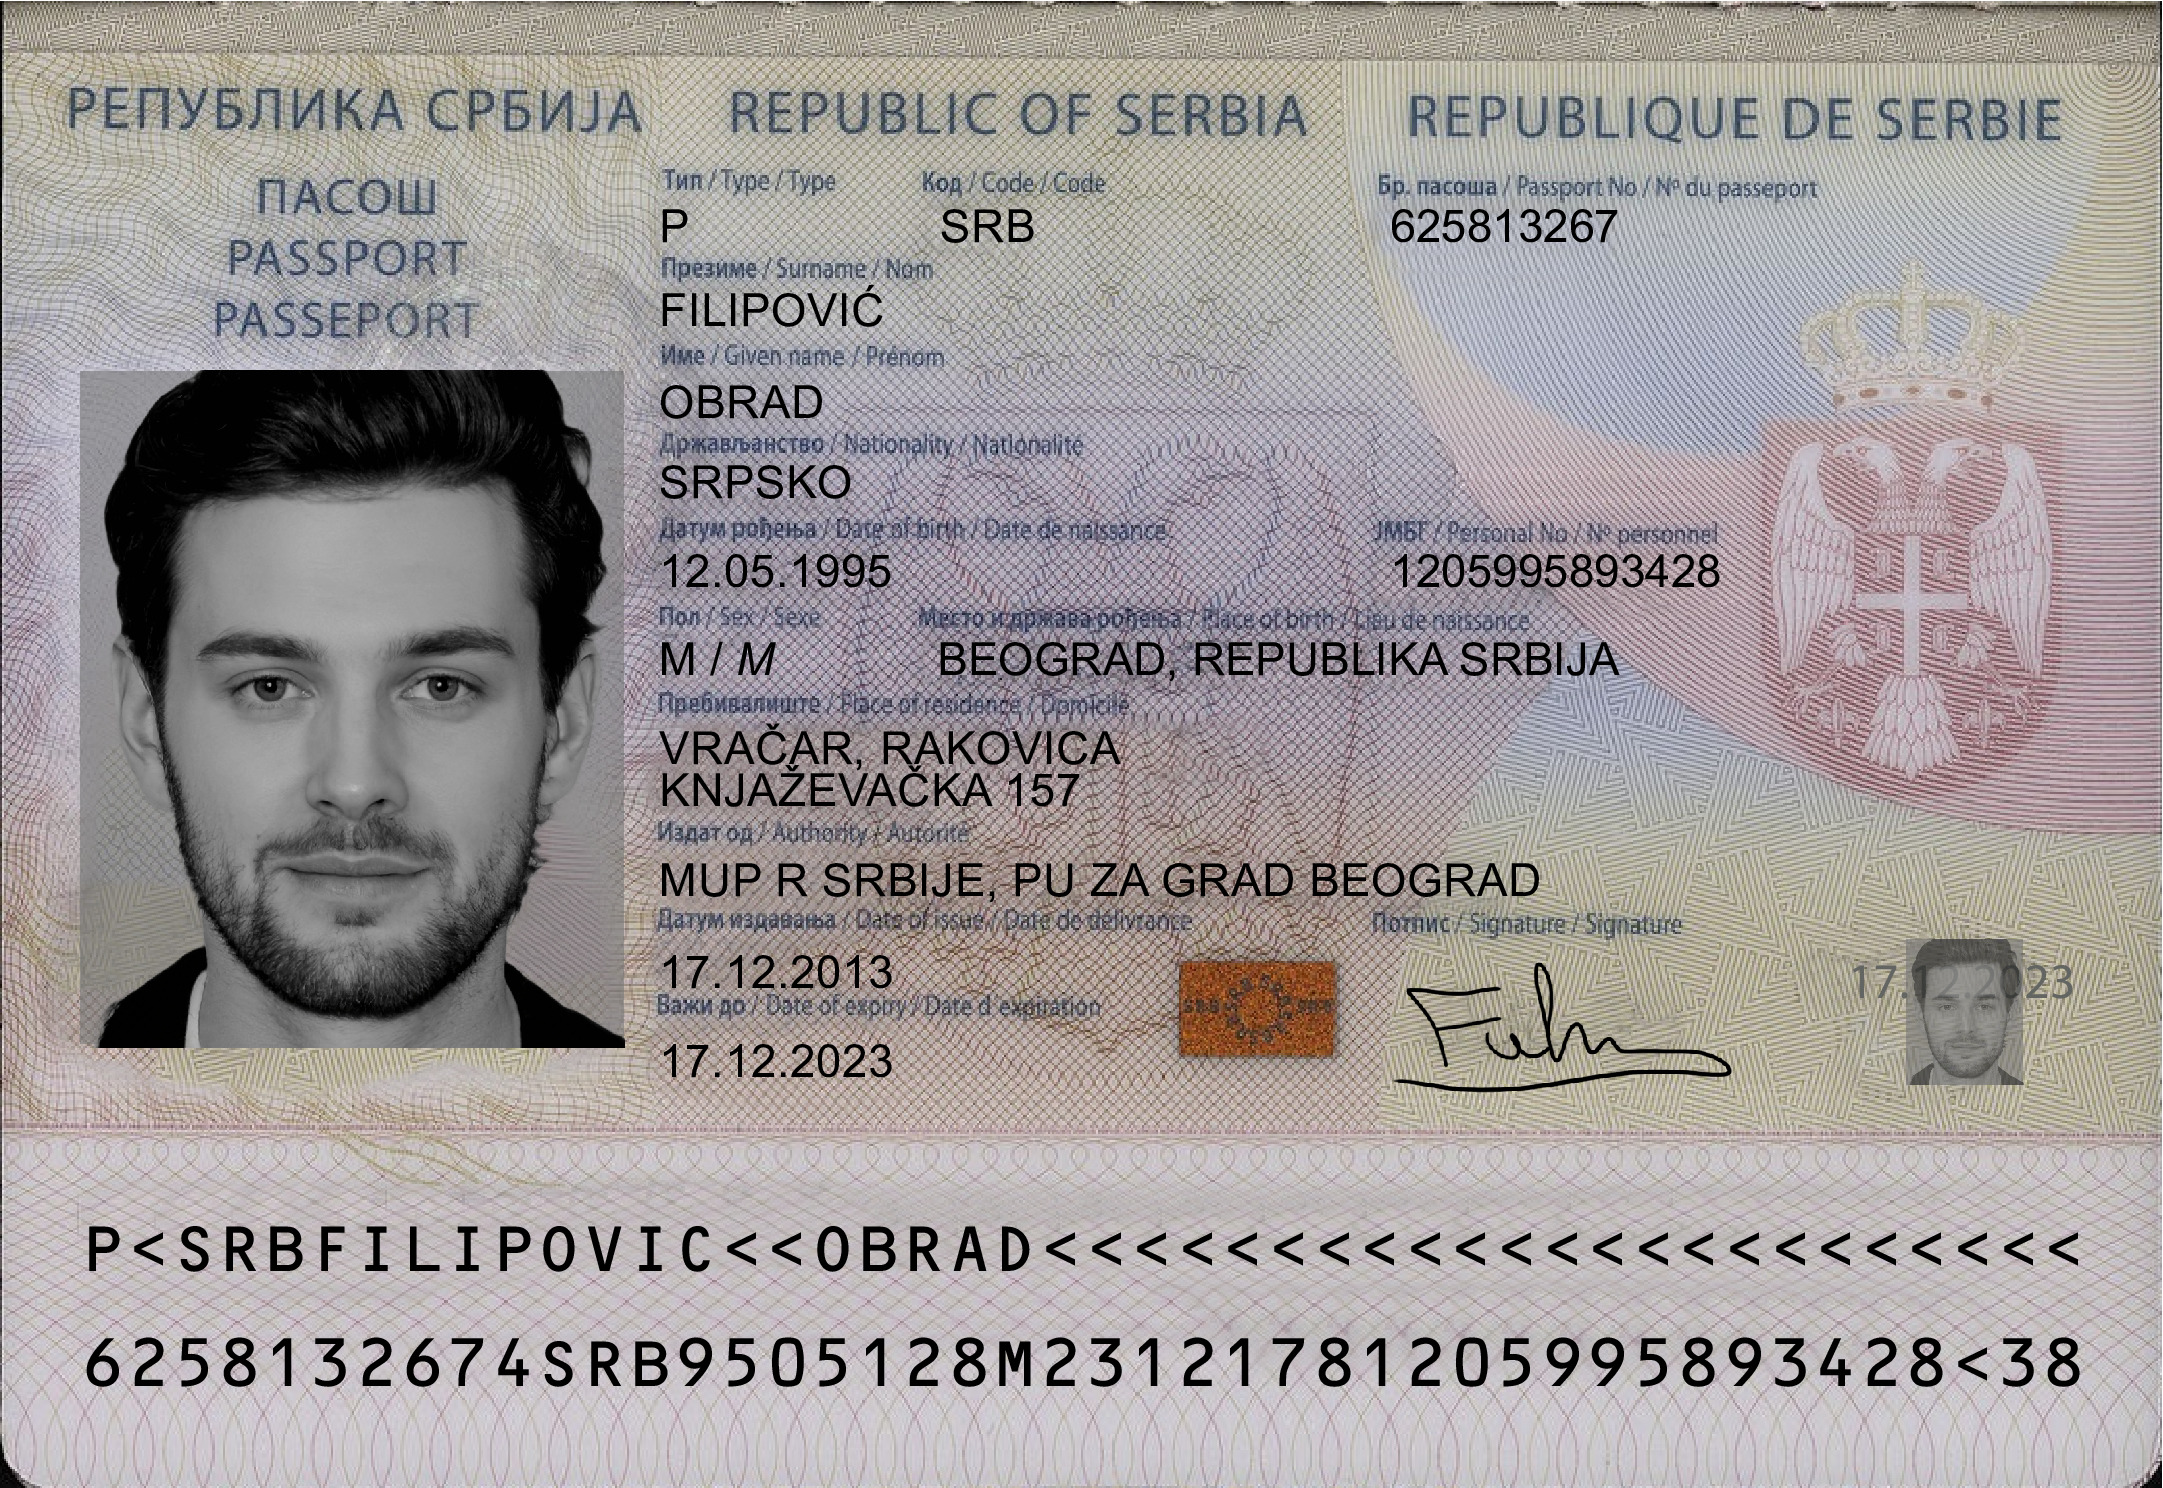 РЕПУБЛИКА СРБИЈА REPUBLIC OF SERBIA REPUBLIQUE DE SERBIE
ПАСОШ
PASSPORT
PASSEPORT
Тип / Type / Type Код / Code / Code Бр. пасоша / Passport No / Nº du passeport
P SRB 625813267
Презиме / Surname / Nom
FILIPOVIĆ
Име / Given name / Prénom
OBRAD
Држављанство / Nationality / Nationalité
SRPSKO
Датум рођења / Date of birth / Date de naissance ЈМБГ / Personal No / Nº personnel
12.05.1995 1205995893428
Пол / Sex / Sexe Место и држава рођења / Place of birth / Lieu de naissance
M / M BEOGRAD, REPUBLIKA SRBIJA
Пребивалиште / Place of residence / Domicile
VRAČAR, RAKOVICA
KNJAŽEVAČKA 157
Издат од / Authority / Autorité
MUP R SRBIJE, PU ZA GRAD BEOGRAD
Датум издавања / Date of issue / Date de délivrance Потпис / Signature / Signature
17.12.2013
17.12.2023
Важи до / Date of expiry / Date d expiration
17.12.2023
P<SRBFILIPOVIC<<OBRAD<<<<<<<<<<<<<<<<<<<<<<<
6258132674SRB9505128M23121781205995893428<38